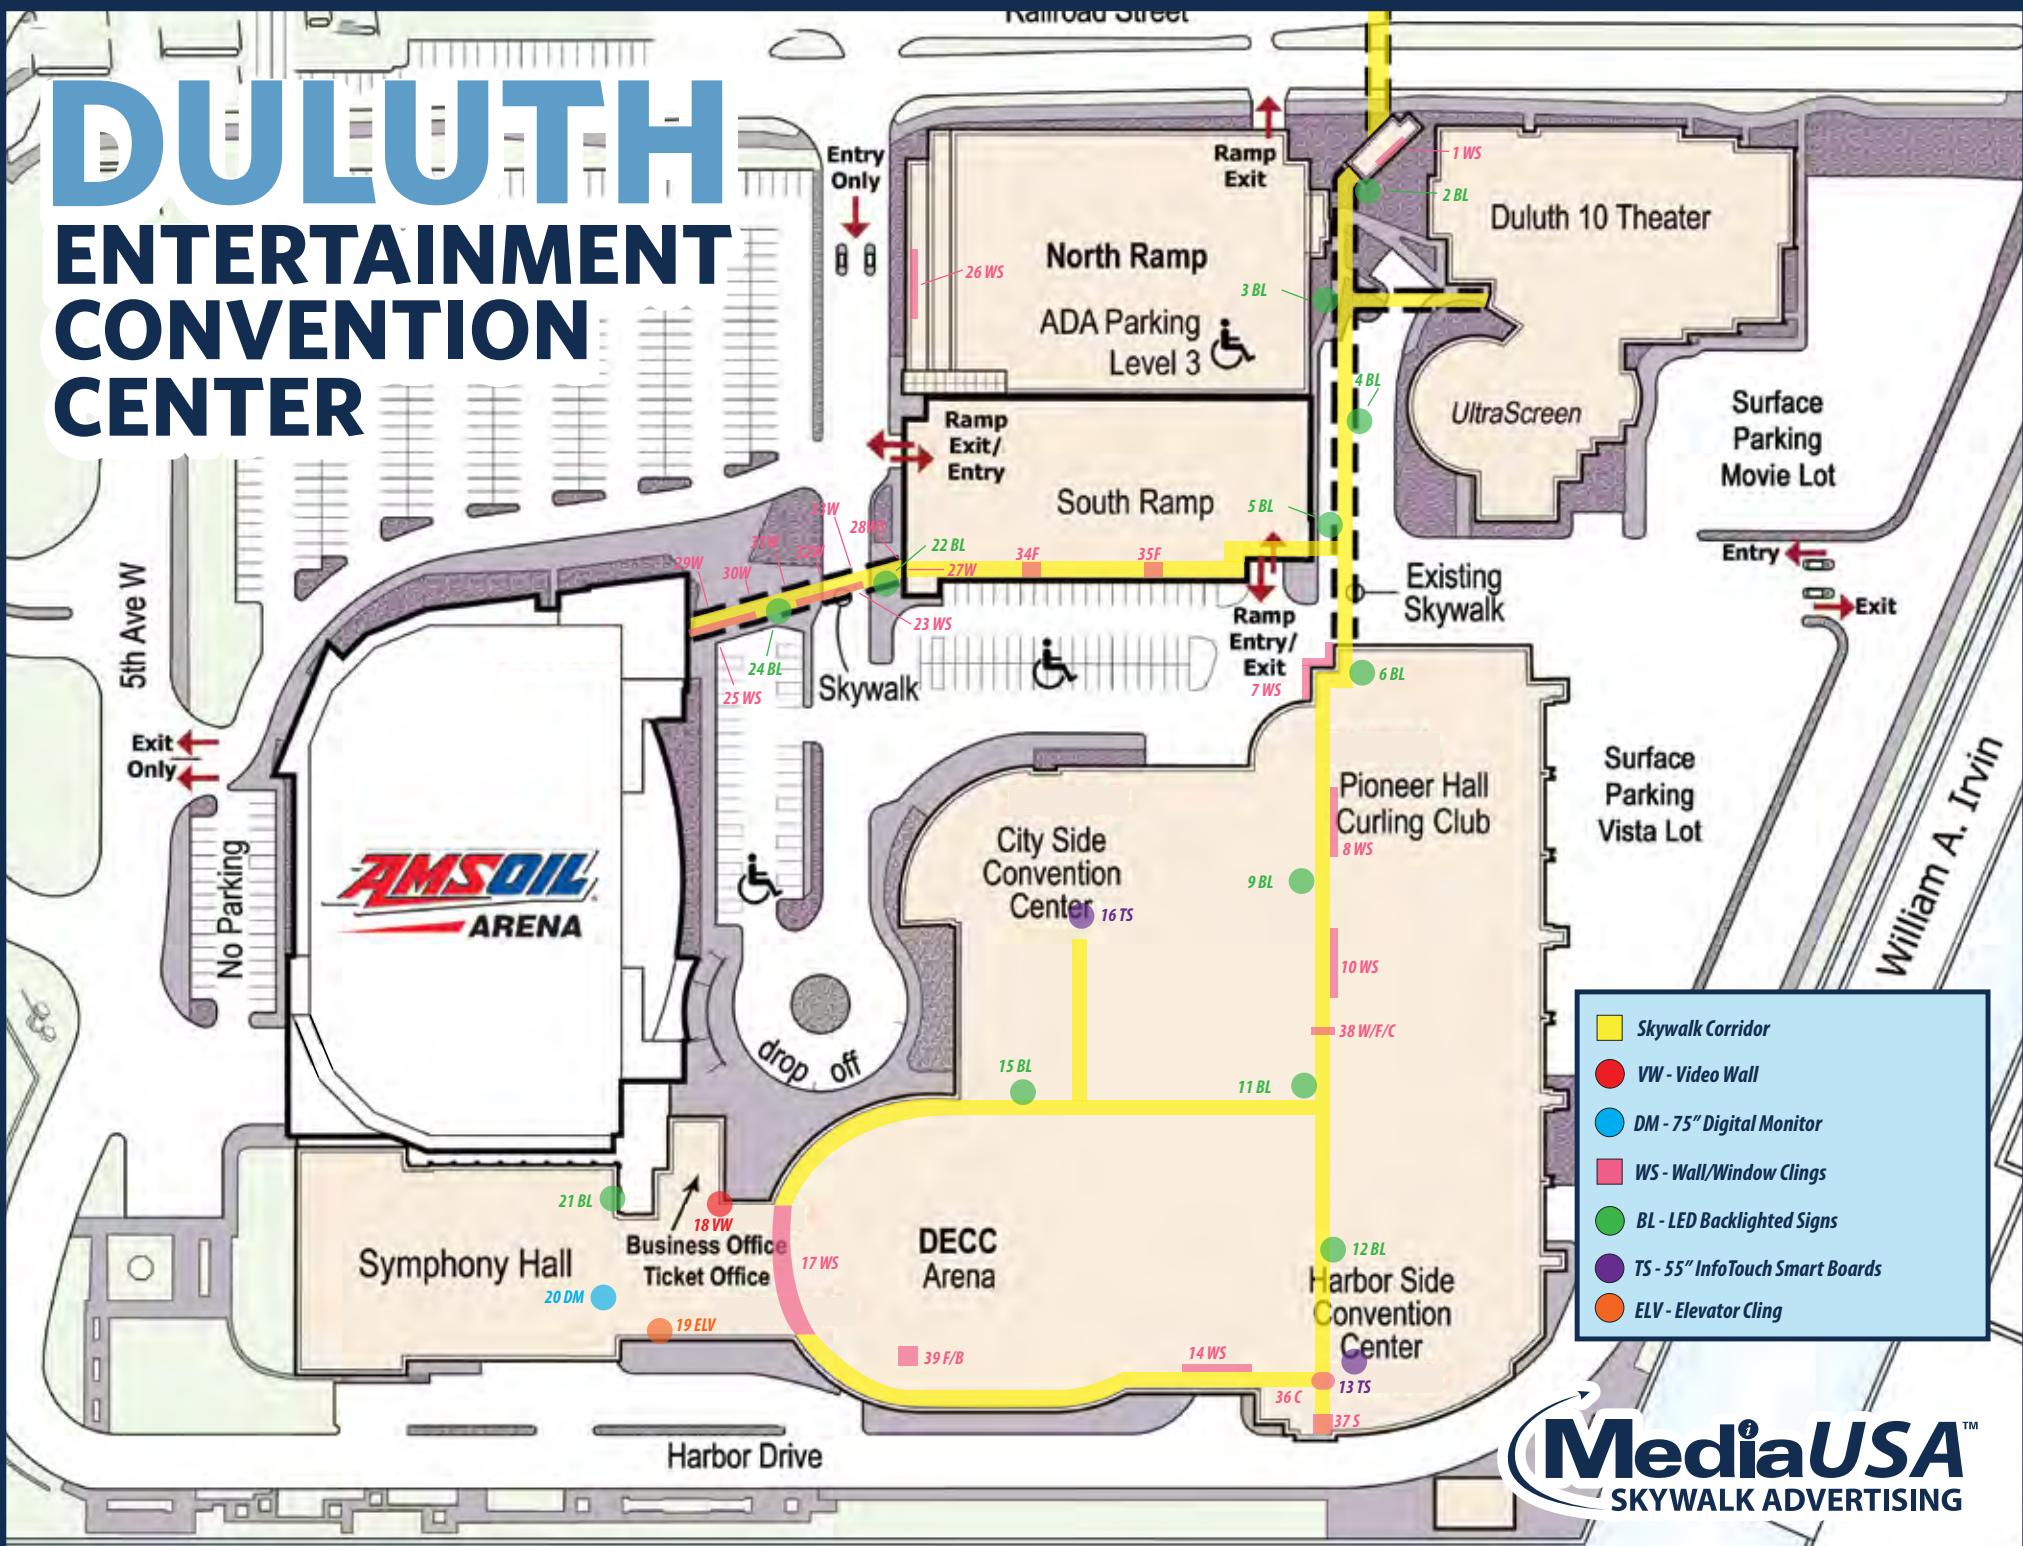 Railroad Street
DULUTH
ENTERTAINMENT
CONVENTION
CENTER
Entry
Only
Ramp
Exit
1 WS
2 BL
Duluth 10 Theater
North Ramp
26 WS
3 BL
ADA Parking
Level 3
4 BL
UltraScreen
Surface
Parking
Movie Lot
Ramp
Exit/
Entry
South Ramp
5 BL
33W
28WS
31W
32W
22 BL
29W
30W
27W
34F
35F
Entry
Exit
Existing
Skywalk
23 WS
24 BL
25 WS
Skywalk
Ramp
Entry/
Exit
7 WS
6 BL
5th Ave W
Exit
Only
No Parking
AMSOIL
ARENA
Surface
Parking
Vista Lot
William A. Irvin
Pioneer Hall
Curling Club
8 WS
City Side
Convention
Center
9 BL
16 TS
10 WS
38 W/F/C
drop off
15 BL
11 BL
21 BL
18 VW
Business Office
Ticket Office
Symphony Hall
20 DM
19 ELV
17 WS
DECC
Arena
12 BL
Harbor Side
Convention
Center
39 F/B
14 WS
36 C
13 TS
37 S
Harbor Drive
Skywalk Corridor
VW - Video Wall
DM - 75" Digital Monitor
WS - Wall/Window Clings
BL - LED Backlighted Signs
TS - 55" InfoTouch Smart Boards
ELV - Elevator Cling
MediaUSA™
SKYWALK ADVERTISING